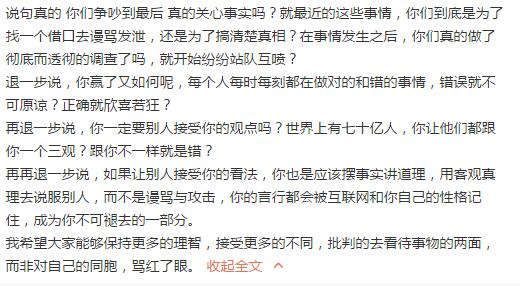 说句真的 你们争吵到最后 真的关心事实吗？就最近的这些事情，你们到底是为了
找一个借口去谩骂发泄，还是为了搞清楚真相？在事情发生之后，你们真的做了
彻底而透彻的调查了吗，就开始纷纷站队互喷？
退一步说，你赢了又如何呢，每个人每时每刻都在做对的和错的事情，错误就不
可原谅？正确就欣喜若狂？
再退一步说，你一定要别人接受你的观点吗？世界上有七十亿人，你让他们都跟
你一个三观？跟你不一样就是错？
再再退一步说，如果让别人接受你的看法，你也是应该摆事实讲道理，用客观真
理去说服别人，而不是谩骂与攻击，你的言行都会被互联网和你自己的性格记
住，成为你不可褪去的一部分。
我希望大家能够保持更多的理智，接受更多的不同，批判的去看待事物的两面，
而非对自己的同胞，骂红了眼。 收起全文